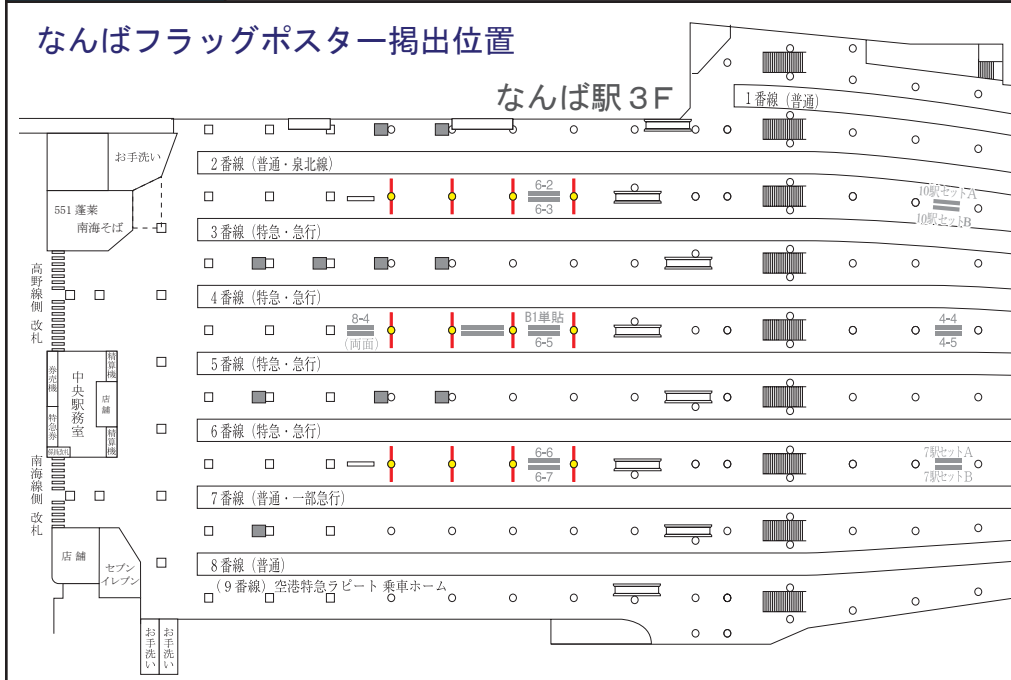 なんばフラッグポスター掲出位置
なんば駅３F
1番線（普通）
お手洗い
2番線（普通・泉北線）
6-2
6-3
10駅セットA
10駅セットB
551 蓬莱
南海そば
3番線（特急・急行）
高野線側 改札
4番線（特急・急行）
8-4
（両面）
B1単貼
6-5
4-4
4-5
5番線（特急・急行）
券売機
特急券
中央駅務室
精算機
店舗
精算機
6番線（特急・急行）
6-6
6-7
7駅セットA
7駅セットB
南海線側 改札
7番線（普通・一部急行）
店 舗
セブン
イレブン
8番線（普通）
（９番線）空港特急ラピート 乗車ホーム
お手洗い
お手洗い